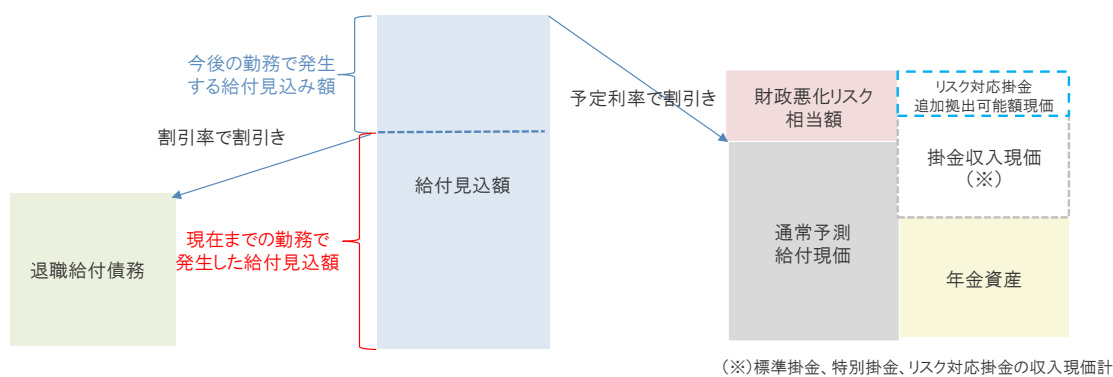 今後の勤務で発生
する給付見込み額
割引率で割引き
給付見込額
現在までの勤務で
発生した給付見込額
退職給付債務
予定利率で割引き
財政悪化リスク
相当額
リスク対応掛金
追加拠出可能額現価
掛金収入現価
（※）
通常予測
給付現価
年金資産
（※）標準掛金、特別掛金、リスク対応掛金の収入現価計